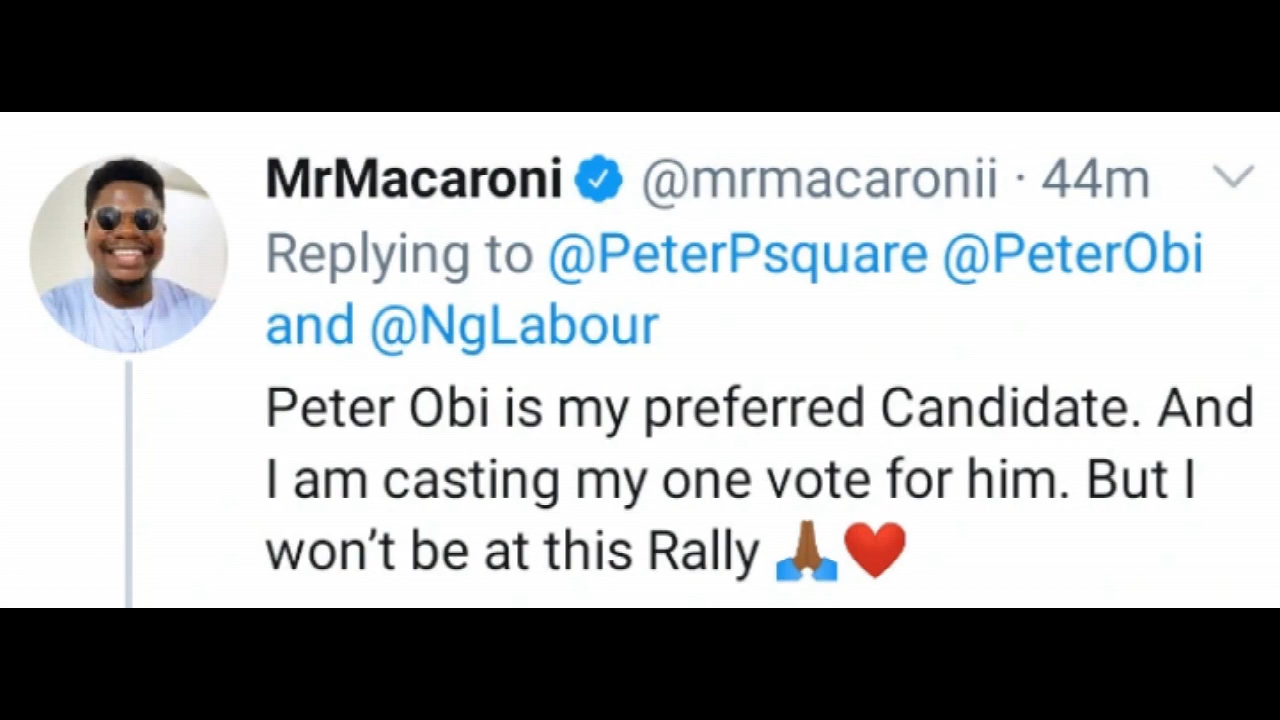 MrMacaroni @mrmacaronii · 44m
Replying to @PeterPsquare @PeterObi
and @NgLabour
Peter Obi is my preferred Candidate. And
I am casting my one vote for him. But I
won’t be at this Rally 🙏🏾❤️